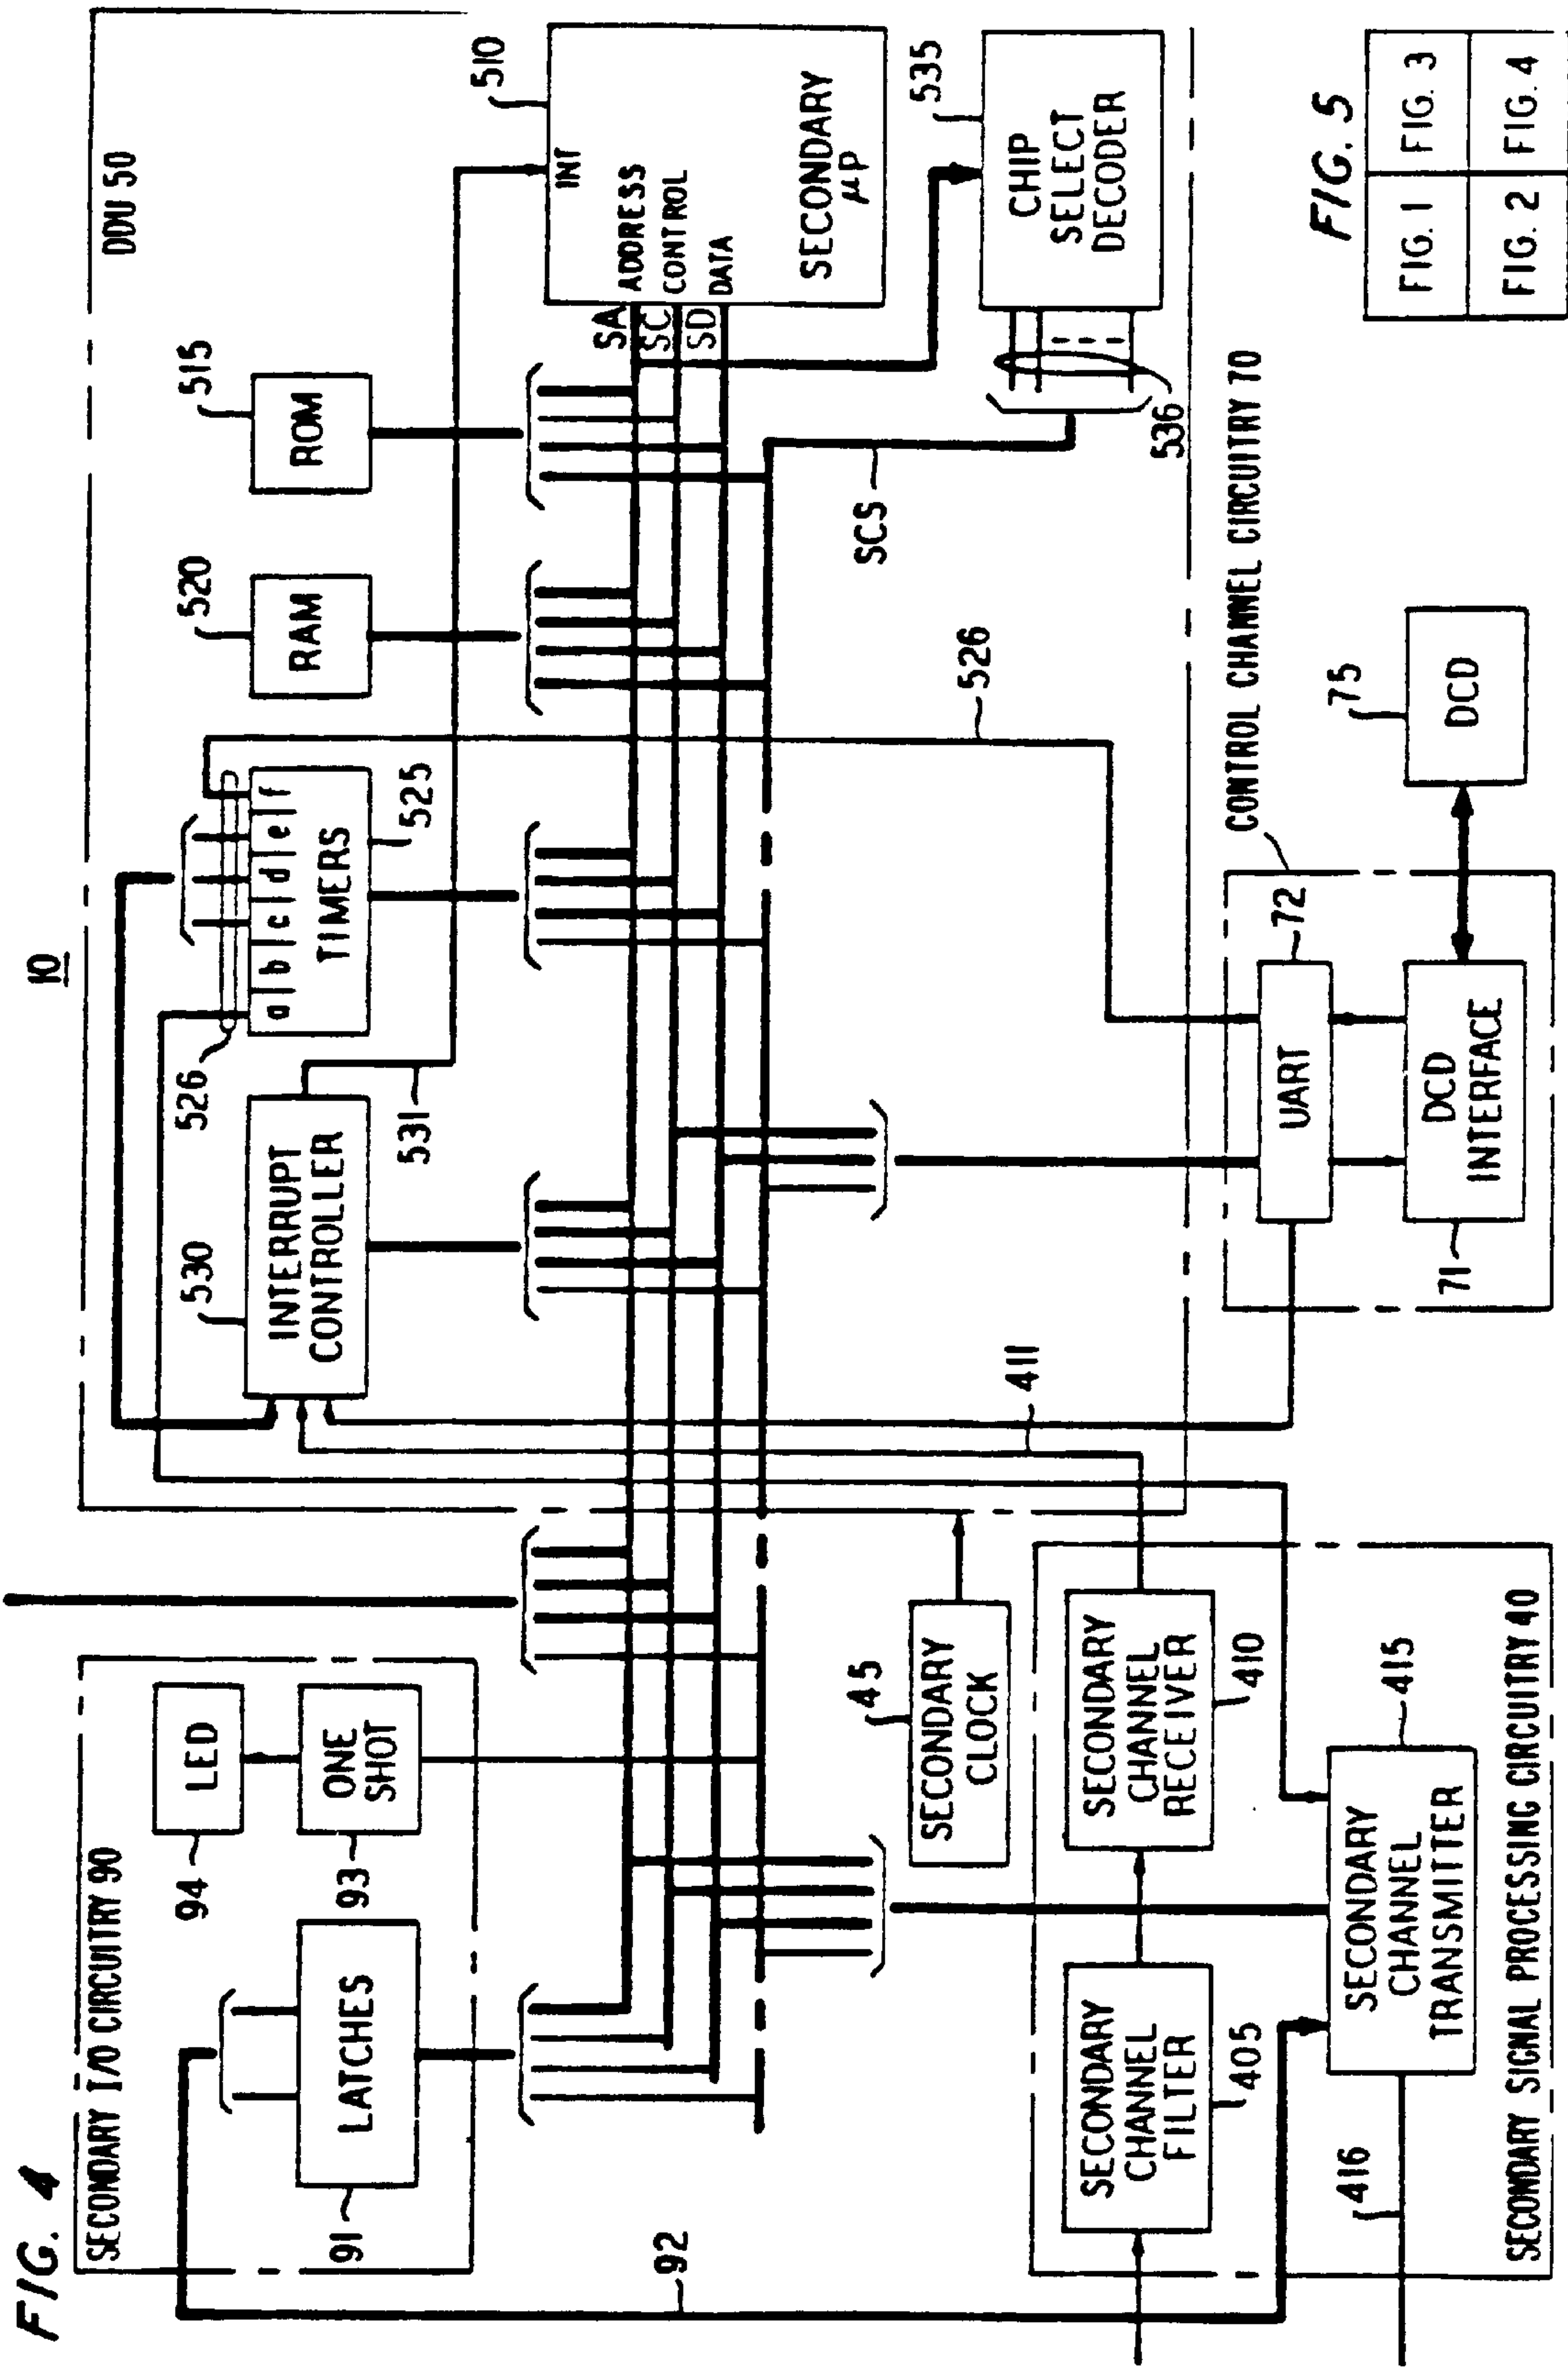 FIG. 4
10
SECONDARY I/O CIRCUITRY 90
DDU 50
94
LED
93
ONE
SHOT
91
LATCHES
92
530
INTERRUPT
CONTROLLER
531
526
a b c d e f
TIMERS
525
520
RAM
515
ROM
510
INT
ADDRESS
CONTROL
DATA
SECONDARY
μP
SA
SC
SD
535
CHIP
SELECT
DECODER
536
SCS
526
411
45
SECONDARY
CLOCK
SECONDARY
CHANNEL
FILTER
405
SECONDARY
CHANNEL
RECEIVER
410
SECONDARY
CHANNEL
TRANSMITTER
415
416
SECONDARY SIGNAL PROCESSING CIRCUITRY 40
CONTROL CHANNEL CIRCUITRY 70
UART
72
DCD
INTERFACE
71
75
DCD
FIG. 5
FIG. 1 FIG. 3
FIG. 2 FIG. 4